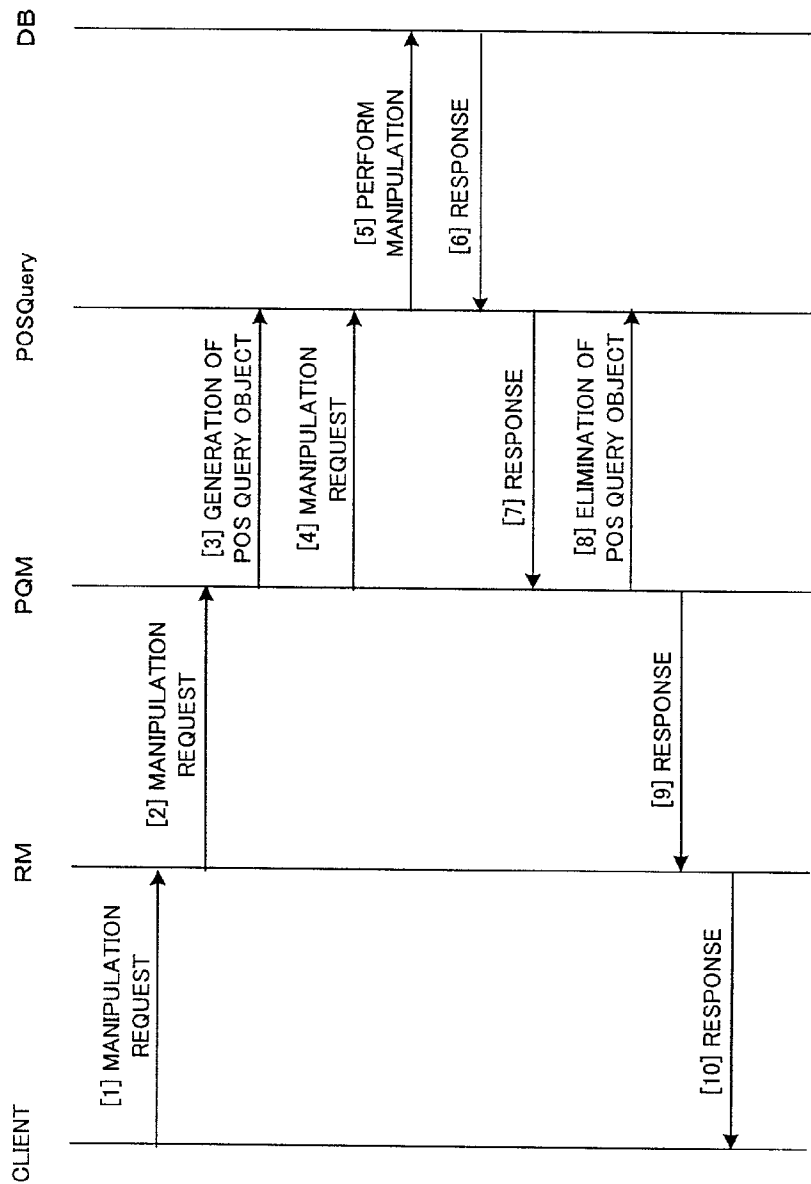 CLIENT
RM
PQM
POSQuery
DB
[1] MANIPULATION
REQUEST
[2] MANIPULATION
REQUEST
[3] GENERATION OF
POS QUERY OBJECT
[4] MANIPULATION
REQUEST
[5] PERFORM
MANIPULATION
[6] RESPONSE
[7] RESPONSE
[8] ELIMINATION OF
POS QUERY OBJECT
[9] RESPONSE
[10] RESPONSE